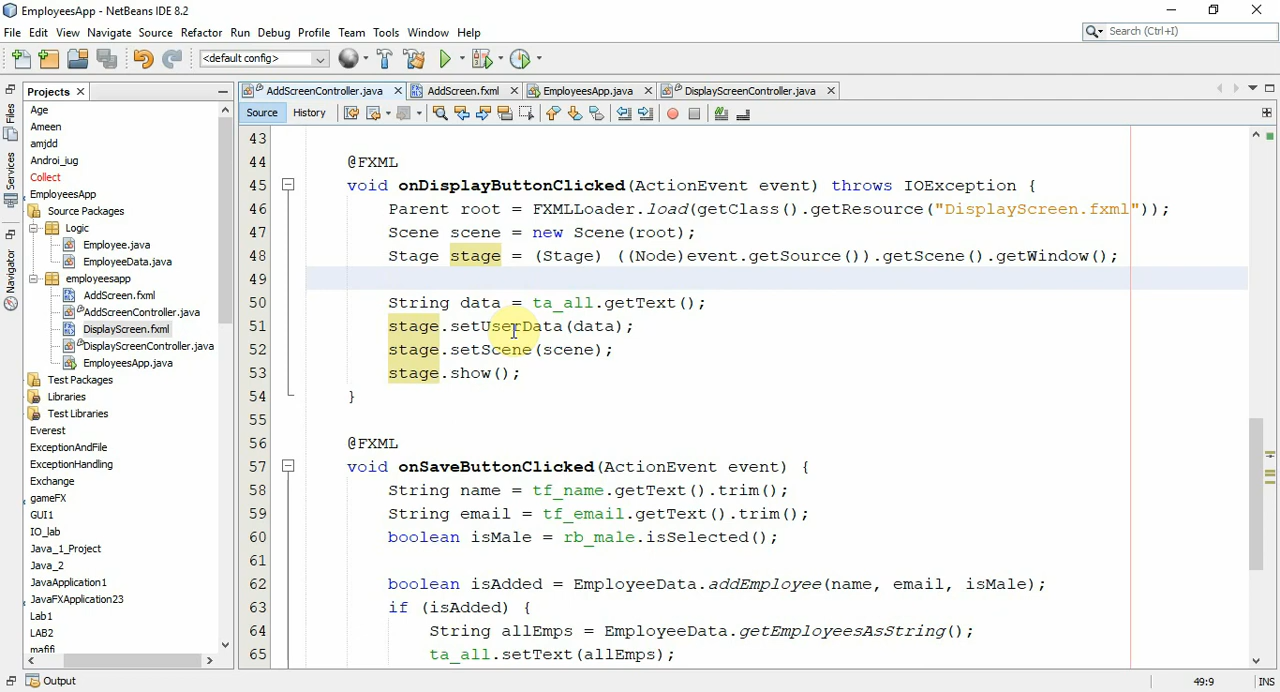 EmployeesApp - NetBeans IDE 8.2
File Edit View Navigate Source Refactor Run Debug Profile Team Tools Window Help
Search (Ctrl+I)
<default config>
Projects
AddScreenController.java
AddScreen.fxml
EmployeesApp.java
DisplayScreenController.java
Source History
Files
Services
Navigator
Age
Ameen
amjdd
Androi_iug
Collect
EmployeesApp
Source Packages
Logic
Employee.java
EmployeeData.java
employeesapp
AddScreen.fxml
AddScreenController.java
DisplayScreen.fxml
DisplayScreenController.java
EmployeesApp.java
Test Packages
Libraries
Test Libraries
Everest
ExceptionAndFile
ExceptionHandling
Exchange
gameFX
GUI1
IO_lab
Java_1_Project
Java_2
JavaApplication1
JavaFXApplication23
Lab1
LAB2
mafifi
43
44 @FXML
45 void onDisplayButtonClicked(ActionEvent event) throws IOException {
46 Parent root = FXMLLoader.load(getClass().getResource("DisplayScreen.fxml"));
47 Scene scene = new Scene(root);
48 Stage stage = (Stage) ((Node)event.getSource()).getScene().getWindow();
49
50 String data = ta_all.getText();
51 stage.setUserData(data);
52 stage.setScene(scene);
53 stage.show();
54 }
55
56 @FXML
57 void onSaveButtonClicked(ActionEvent event) {
58 String name = tf_name.getText().trim();
59 String email = tf_email.getText().trim();
60 boolean isMale = rb_male.isSelected();
61
62 boolean isAdded = EmployeeData.addEmployee(name, email, isMale);
63 if (isAdded) {
64 String allEmps = EmployeeData.getEmployeesAsString();
65 ta_all.setText(allEmps);
Output
49:9 INS